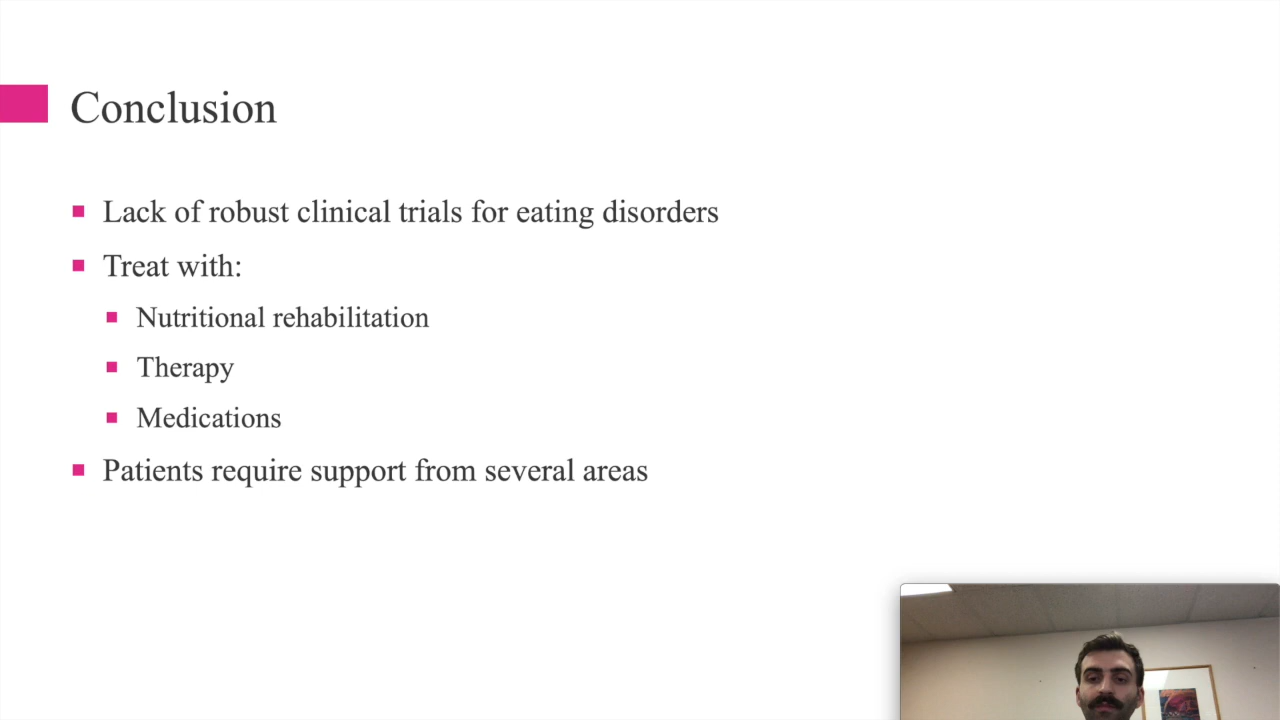 Conclusion
Lack of robust clinical trials for eating disorders
Treat with:
Nutritional rehabilitation
Therapy
Medications
Patients require support from several areas